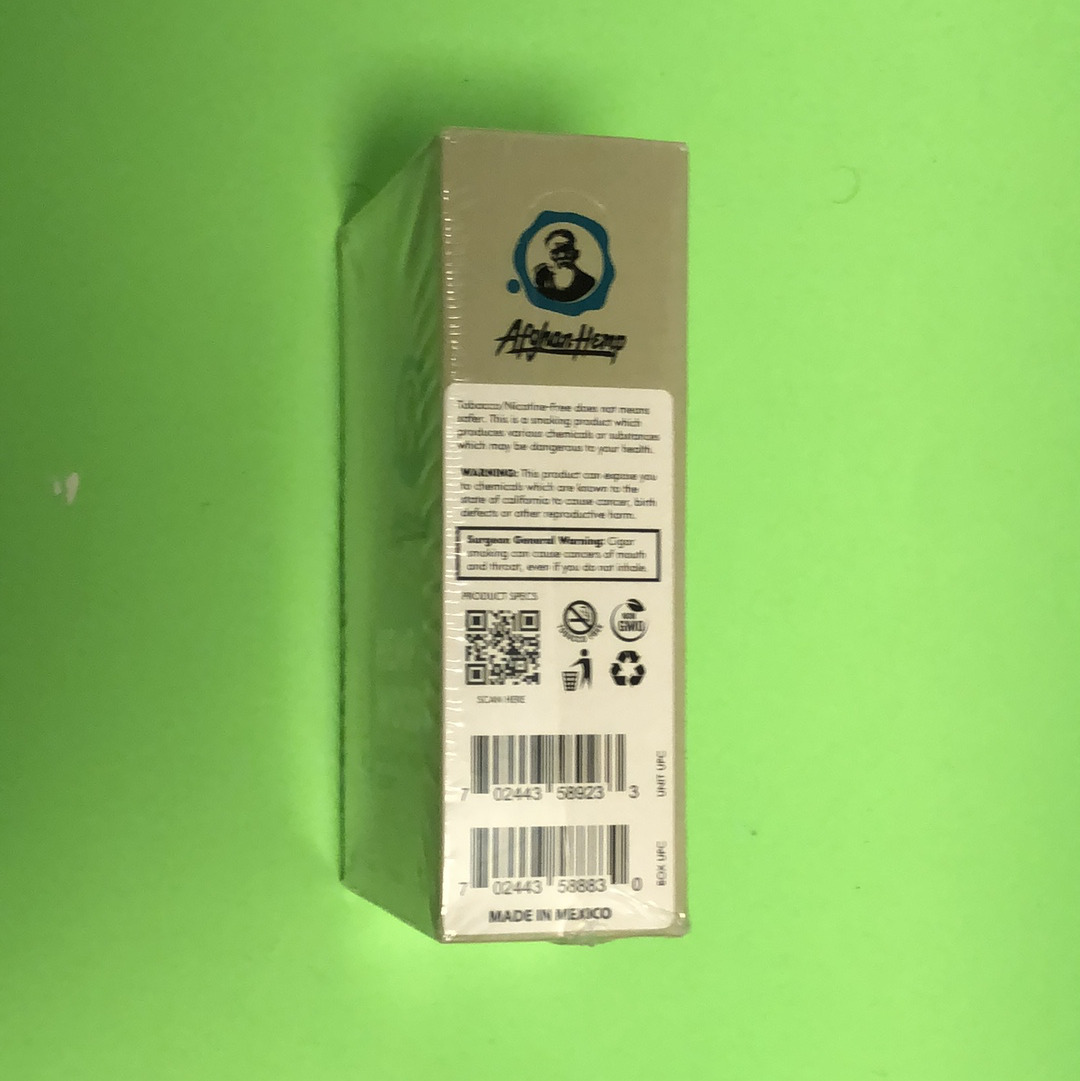 Afghan Hemp
Tobacco/Nicotine-Free does not means
safer. This is a smoking product which
produces various chemicals or substances
which may be dangerous to your health.
WARNING: This product can expose you
to chemicals which are known to the
state of california to cause cancer, birth
defects or other reproductive harm.
Surgeon General Warning: Cigar
smoking can cause cancers of mouth
and throat, even if you do not inhale.
PRODUCT SPECS
NON
GMO
SCAN HERE
7 02443 58923 3
UNIT UPC
7 02443 58883 0
BOX UPC
MADE IN MEXICO